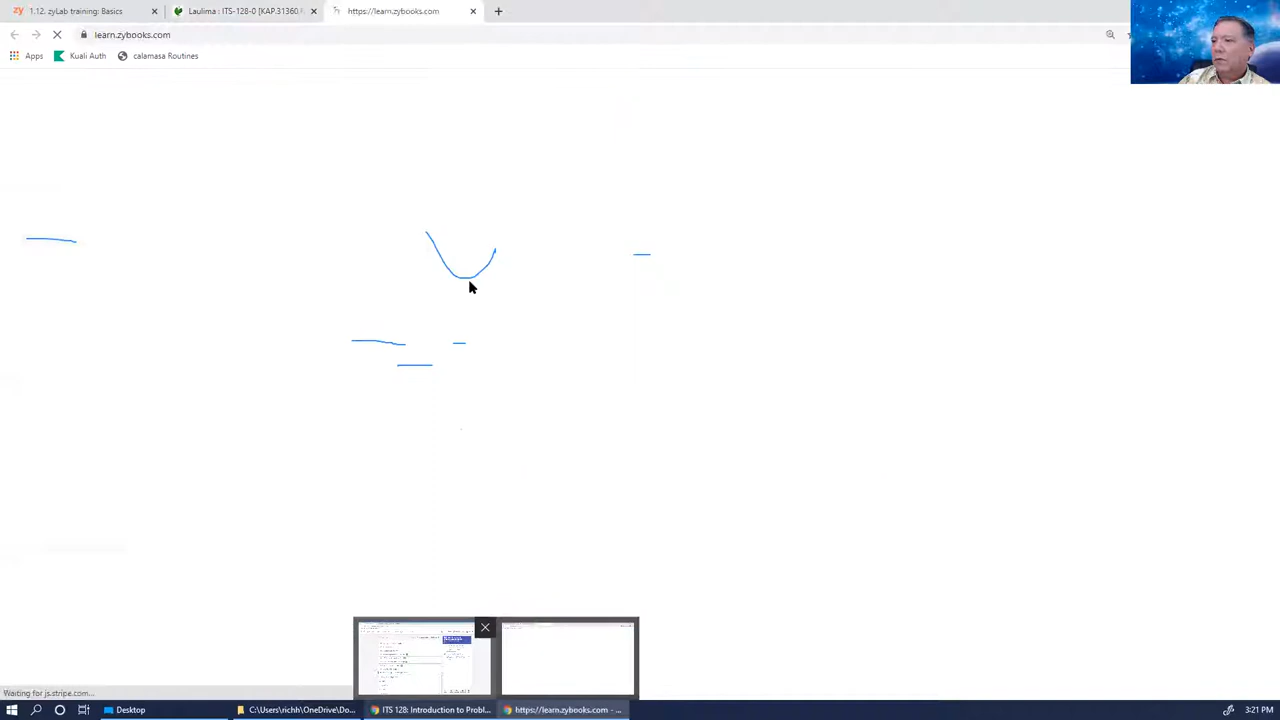 zy 1.12. zyLab training: Basics
Laulima : ITS-128-0 [KAP.31360.
https://learn.zybooks.com
learn.zybooks.com
Apps
Kuali Auth
calamasa Routines
Waiting for js.stripe.com...
Desktop
C:\Users\richh\OneDrive\Do...
ITS 128: Introduction to Probl...
https://learn.zybooks.com - ...
3:21 PM